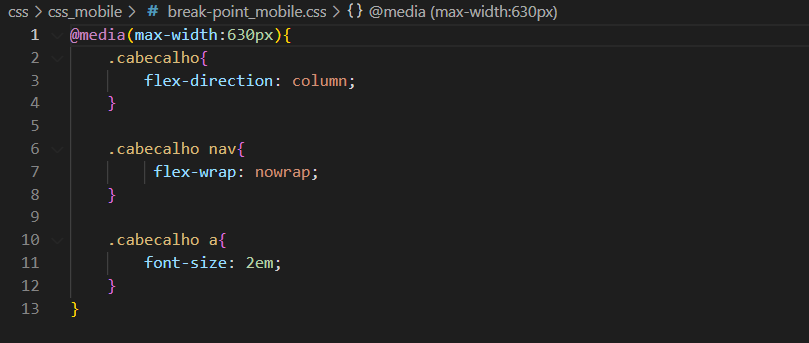 css > css_mobile > # break-point_mobile.css > {} @media (max-width:630px)
1 @media(max-width:630px){
2 .cabecalho{
3 flex-direction: column;
4 }
5
6 .cabecalho nav{
7 flex-wrap: nowrap;
8 }
9
10 .cabecalho a{
11 font-size: 2em;
12 }
13 }